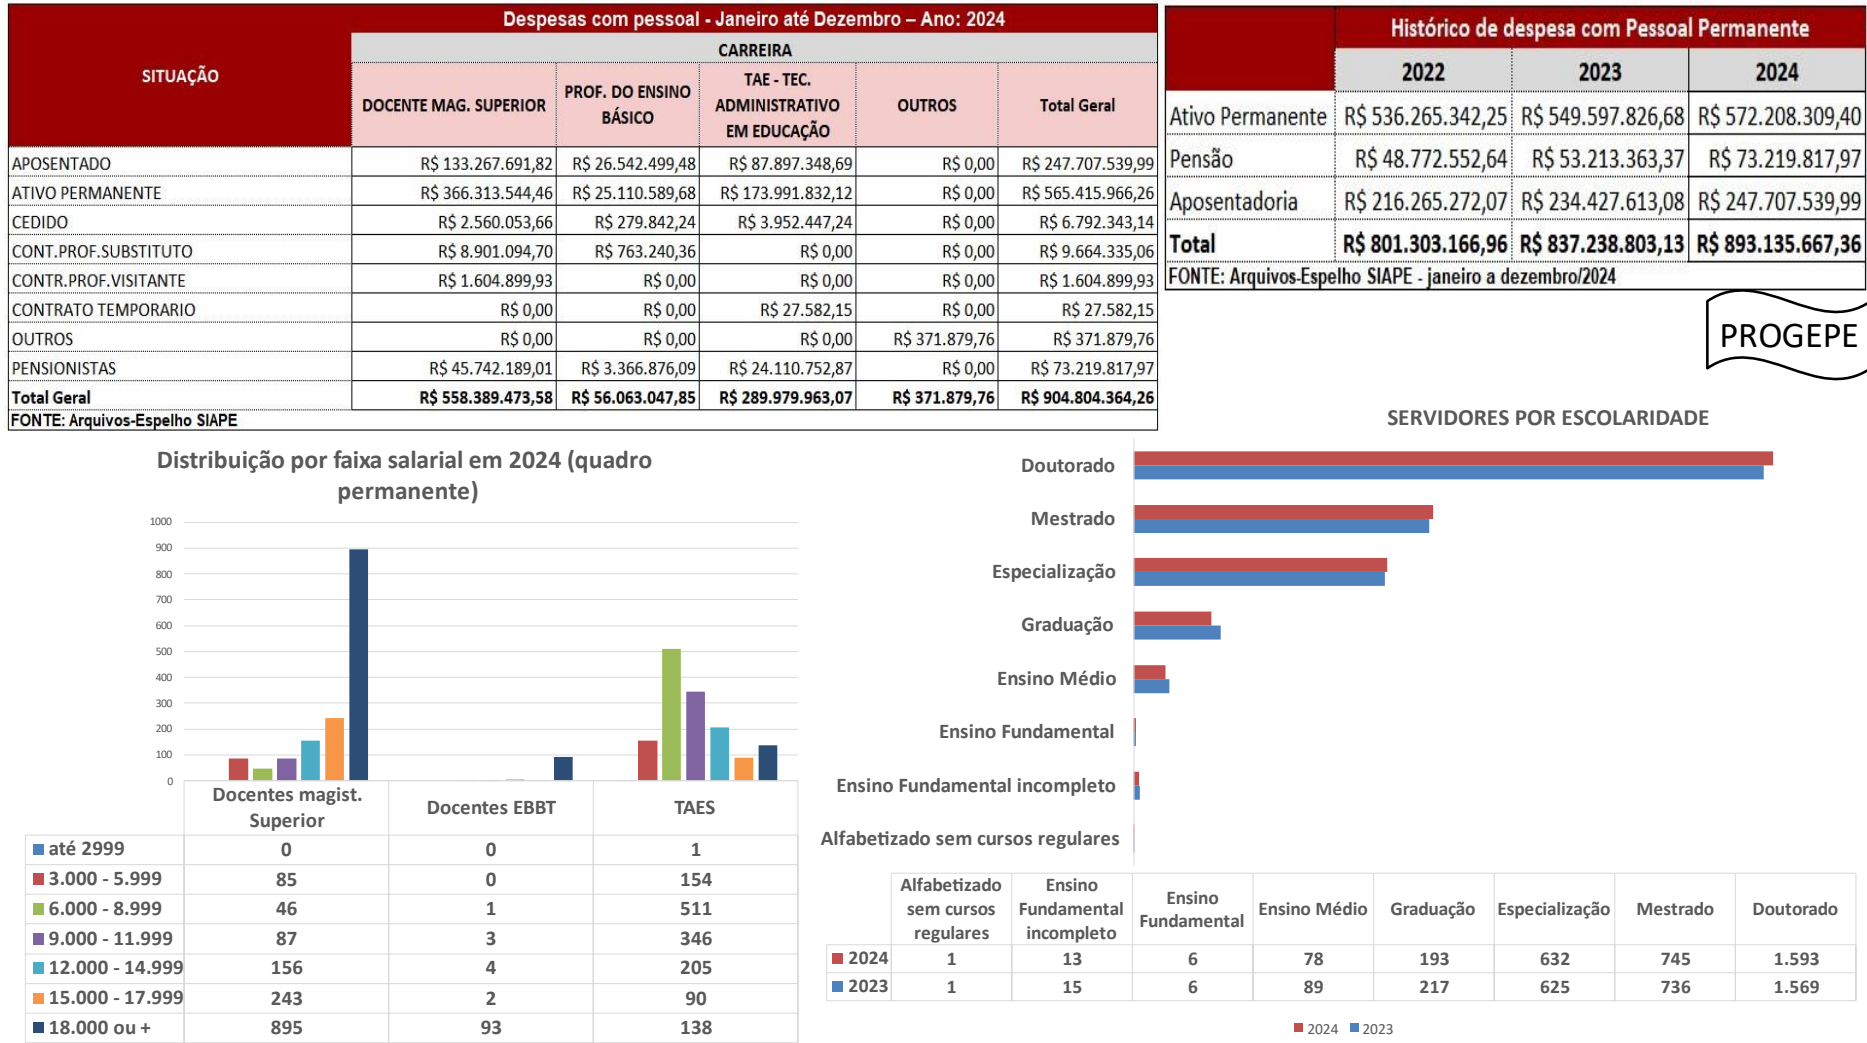 Despesas com pessoal - Janeiro até Dezembro – Ano: 2024
SITUAÇÃO
CARREIRA
DOCENTE MAG. SUPERIOR
PROF. DO ENSINO
BÁSICO
TAE - TEC.
ADMINISTRATIVO
EM EDUCAÇÃO
OUTROS
Total Geral
APOSENTADO R$ 133.267.691,82 R$ 26.542.499,48 R$ 87.897.348,69 R$ 0,00 R$ 247.707.539,99
ATIVO PERMANENTE R$ 366.313.544,46 R$ 25.110.589,68 R$ 173.991.832,12 R$ 0,00 R$ 565.415.966,26
CEDIDO R$ 2.560.053,66 R$ 279.842,24 R$ 3.952.447,24 R$ 0,00 R$ 6.792.343,14
CONT.PROF.SUBSTITUTO R$ 8.901.094,70 R$ 763.240,36 R$ 0,00 R$ 0,00 R$ 9.664.335,06
CONTR.PROF.VISITANTE R$ 1.604.899,93 R$ 0,00 R$ 0,00 R$ 0,00 R$ 1.604.899,93
CONTRATO TEMPORARIO R$ 0,00 R$ 0,00 R$ 27.582,15 R$ 0,00 R$ 27.582,15
OUTROS R$ 0,00 R$ 0,00 R$ 0,00 R$ 371.879,76 R$ 371.879,76
PENSIONISTAS R$ 45.742.189,01 R$ 3.366.876,09 R$ 24.110.752,87 R$ 0,00 R$ 73.219.817,97
Total Geral R$ 558.389.473,58 R$ 56.063.047,85 R$ 289.979.963,07 R$ 371.879,76 R$ 904.804.364,26
FONTE: Arquivos-Espelho SIAPE
Histórico de despesa com Pessoal Permanente
2022 2023 2024
Ativo Permanente R$ 536.265.342,25 R$ 549.597.826,68 R$ 572.208.309,40
Pensão R$ 48.772.552,64 R$ 53.213.363,37 R$ 73.219.817,97
Aposentadoria R$ 216.265.272,07 R$ 234.427.613,08 R$ 247.707.539,99
Total R$ 801.303.166,96 R$ 837.238.803,13 R$ 893.135.667,36
FONTE: Arquivos-Espelho SIAPE - janeiro a dezembro/2024
PROGEPE
Distribuição por faixa salarial em 2024 (quadro
permanente)
1000
900
800
700
600
500
400
300
200
100
0
Docentes magist.
Superior
Docentes EBBT
TAES
até 2999 0 0 1
3.000 - 5.999 85 0 154
6.000 - 8.999 46 1 511
9.000 - 11.999 87 3 346
12.000 - 14.999 156 4 205
15.000 - 17.999 243 2 90
18.000 ou + 895 93 138
SERVIDORES POR ESCOLARIDADE
Doutorado
Mestrado
Especialização
Graduação
Ensino Médio
Ensino Fundamental
Ensino Fundamental incompleto
Alfabetizado sem cursos regulares
Alfabetizado
sem cursos
regulares
Ensino
Fundamental
incompleto
Ensino
Fundamental
Ensino Médio
Graduação
Especialização
Mestrado
Doutorado
2024 1 13 6 78 193 632 745 1.593
2023 1 15 6 89 217 625 736 1.569
2024 2023